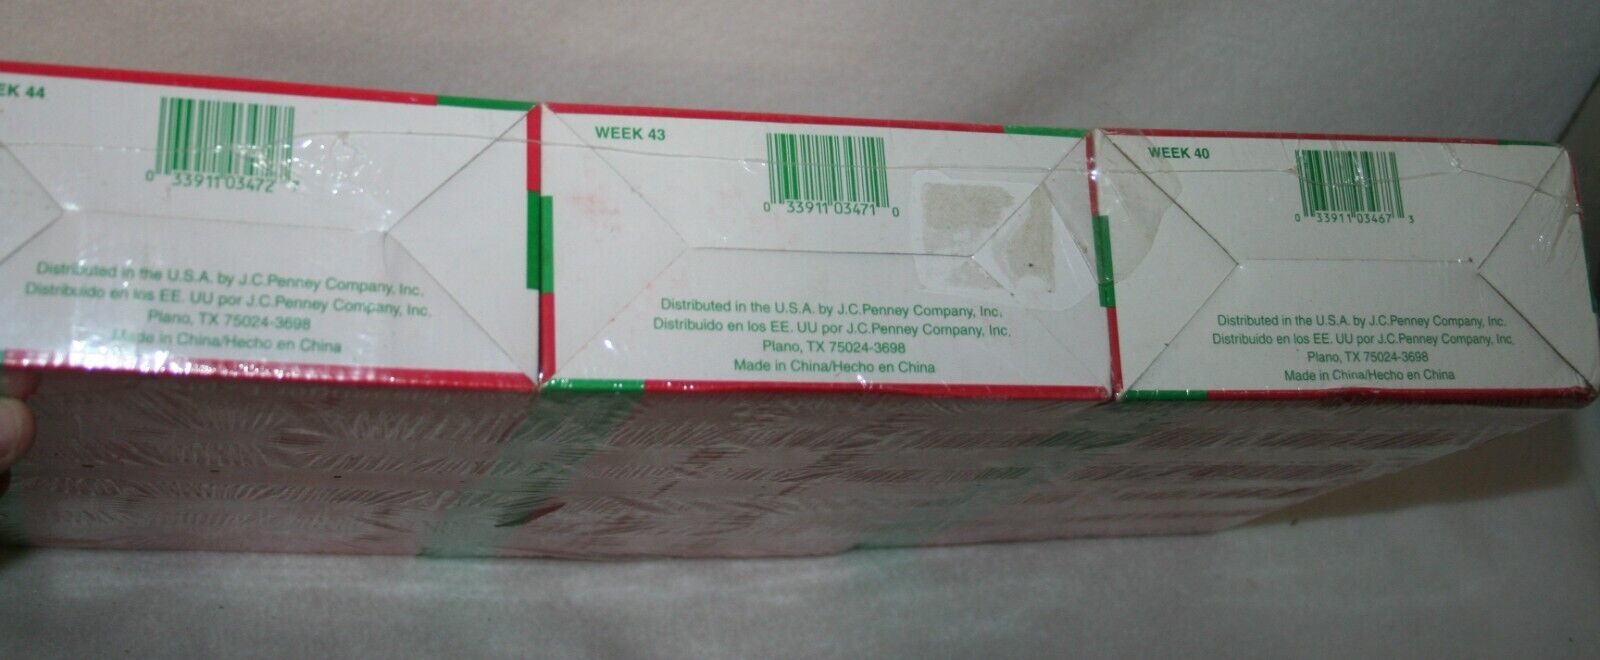 EK 44
0 33911 03472
Distributed in the U.S.A. by J.C.Penney Company, Inc.
Distribuido en los EE. UU por J.C.Penney Company, Inc.
Plano, TX 75024-3698
Made in China/Hecho en China
WEEK 43
0 33911 03471 0
Distributed in the U.S.A. by J.C.Penney Company, Inc.
Distribuido en los EE. UU por J.C.Penney Company, Inc.
Plano, TX 75024-3698
Made in China/Hecho en China
WEEK 40
0 33911 03467 3
Distributed in the U.S.A. by J.C.Penney Company, Inc.
Distribuido en los EE. UU por J.C.Penney Company, Inc.
Plano, TX 75024-3698
Made in China/Hecho en China